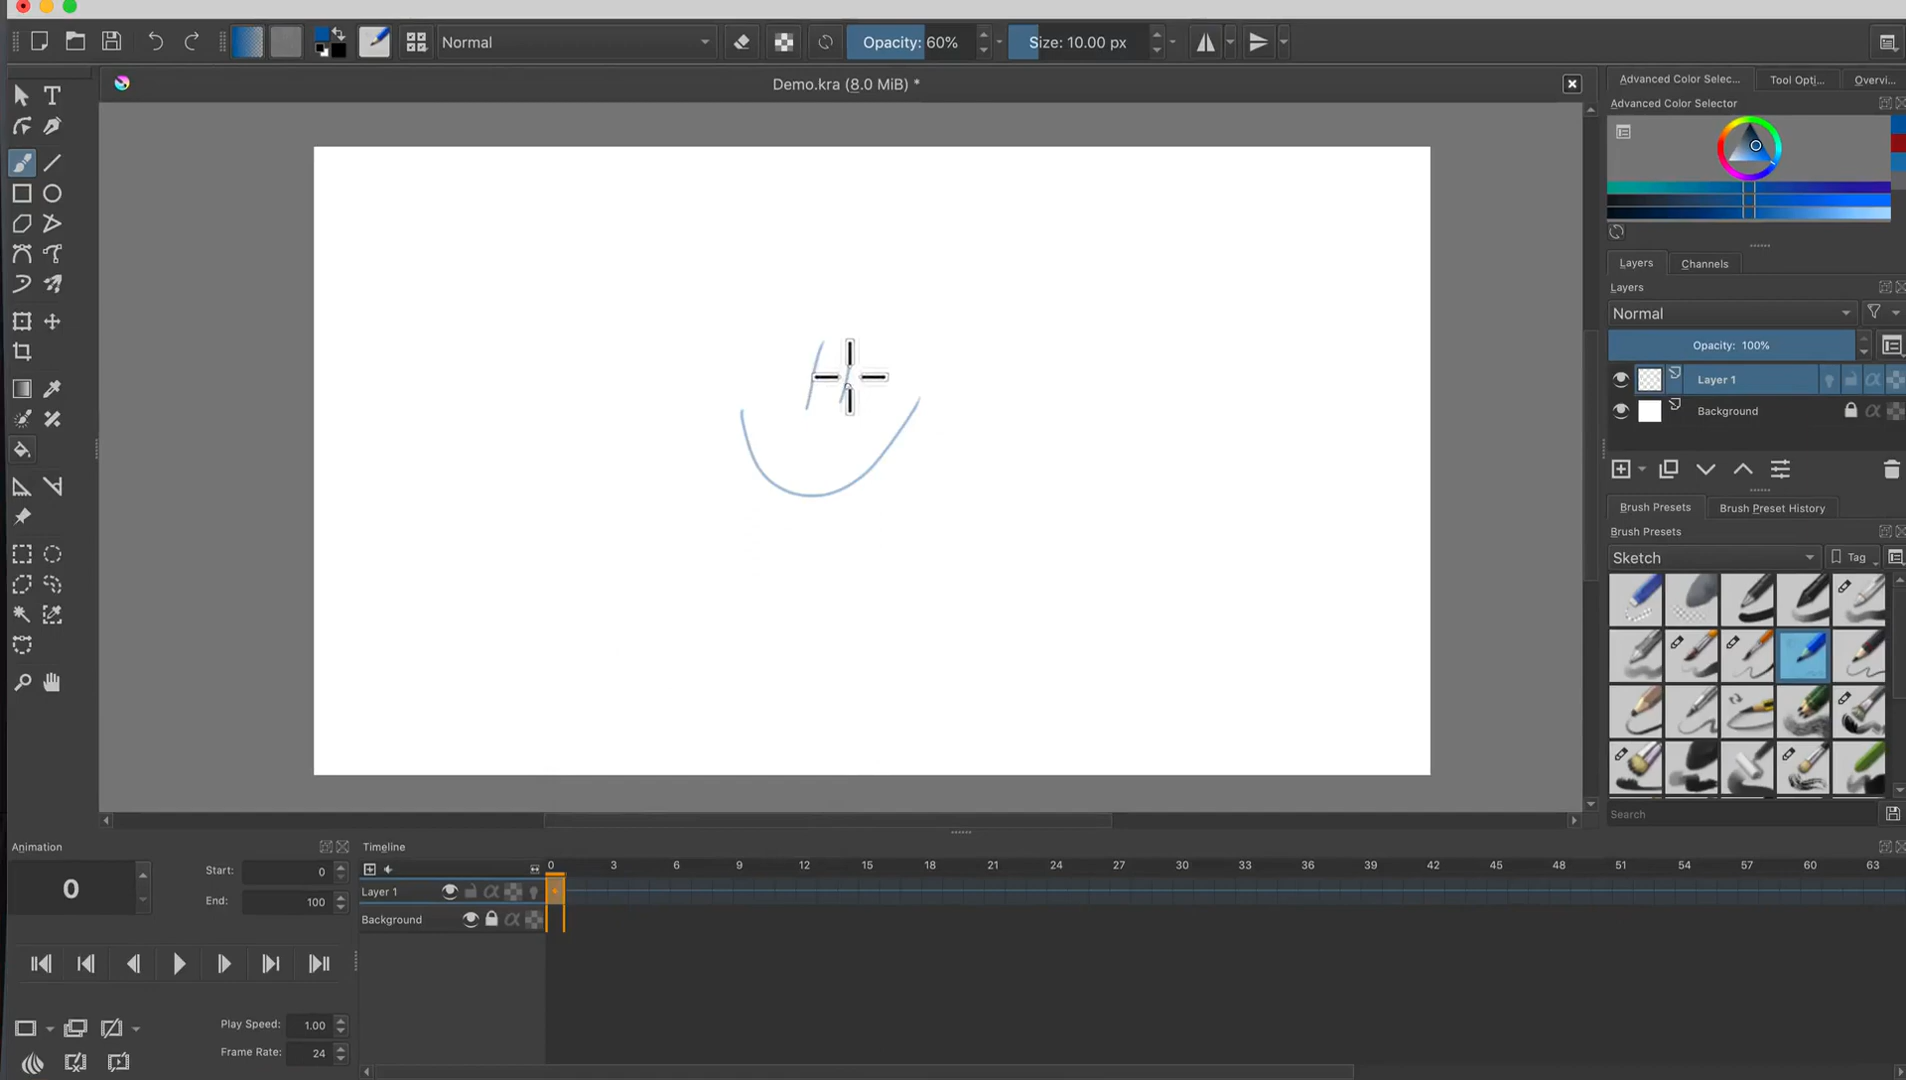 Normal
Opacity: 60%
Size: 10.00 px
Demo.kra (8.0 MiB) *
Advanced Color Selec...
Tool Opti...
Overvi...
Advanced Color Selector
T
Layers
Channels
Layers
Normal
Opacity: 100%
Layer 1
Background
Brush Presets
Brush Preset History
Brush Presets
Sketch
Tag
Search
Animation
Timeline
0
Start: 0
End: 100
0 3 6 9 12 15 18 21 24 27 30 33 36 39 42 45 48 51 54 57 60 63
Layer 1
Background
Play Speed: 1.00
Frame Rate: 24